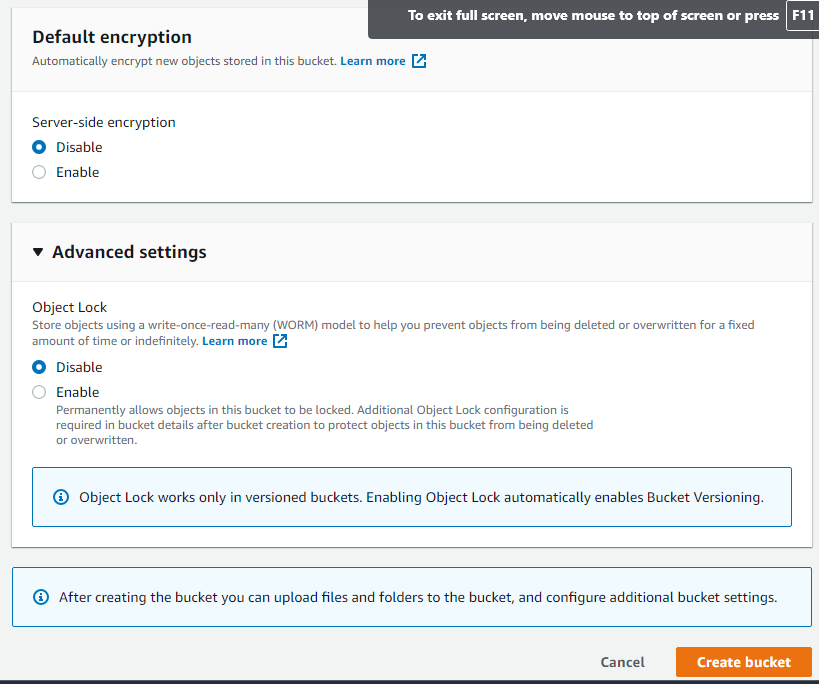 To exit full screen, move mouse to top of screen or press F11
Default encryption
Automatically encrypt new objects stored in this bucket. Learn more
Server-side encryption
Disable
Enable
Advanced settings
Object Lock
Store objects using a write-once-read-many (WORM) model to help you prevent objects from being deleted or overwritten for a fixed
amount of time or indefinitely. Learn more
Disable
Enable
Permanently allows objects in this bucket to be locked. Additional Object Lock configuration is
required in bucket details after bucket creation to protect objects in this bucket from being deleted
or overwritten.
Object Lock works only in versioned buckets. Enabling Object Lock automatically enables Bucket Versioning.
After creating the bucket you can upload files and folders to the bucket, and configure additional bucket settings.
Cancel
Create bucket